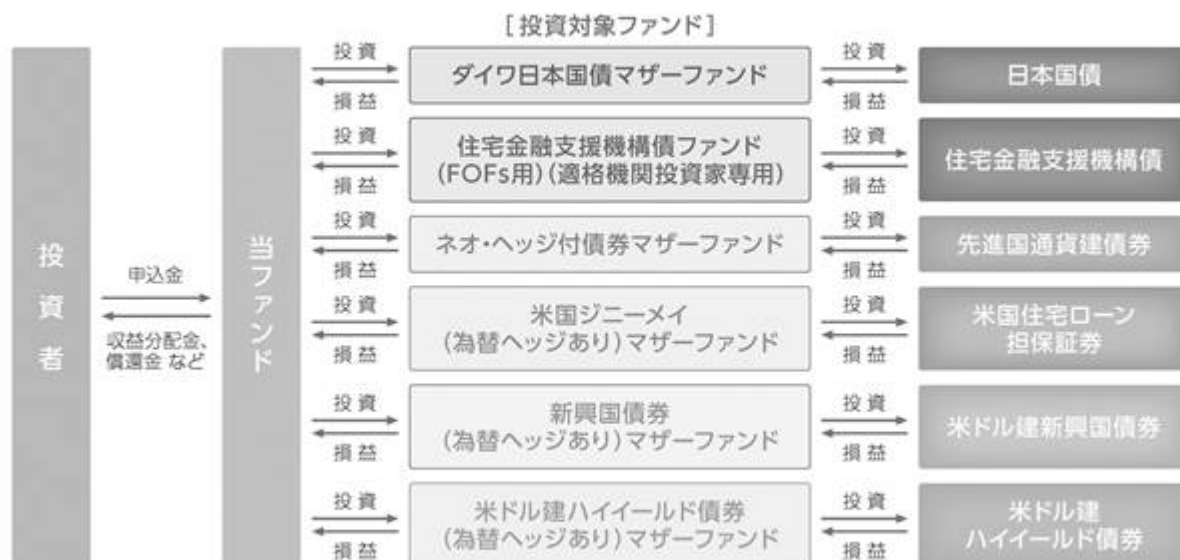 [投資対象ファンド]
投資者
申込金
収益分配金、
償還金 など
当ファンド
投資
損益
ダイワ日本国債マザーファンド
投資
損益
日本国債
投資
損益
住宅金融支援機構債ファンド
(FOFs用)(適格機関投資家専用)
投資
損益
住宅金融支援機構債
投資
損益
ネオ・ヘッジ付債券マザーファンド
投資
損益
先進国通貨建債券
投資
損益
米国ジニーメイ
(為替ヘッジあり)マザーファンド
投資
損益
米国住宅ローン
担保証券
投資
損益
新興国債券
(為替ヘッジあり)マザーファンド
投資
損益
米ドル建新興国債券
投資
損益
米ドル建ハイイールド債券
(為替ヘッジあり)マザーファンド
投資
損益
米ドル建
ハイイールド債券